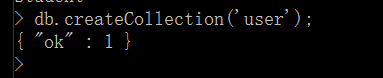 > db.createCollection('user');
{ "ok" : 1 }
>